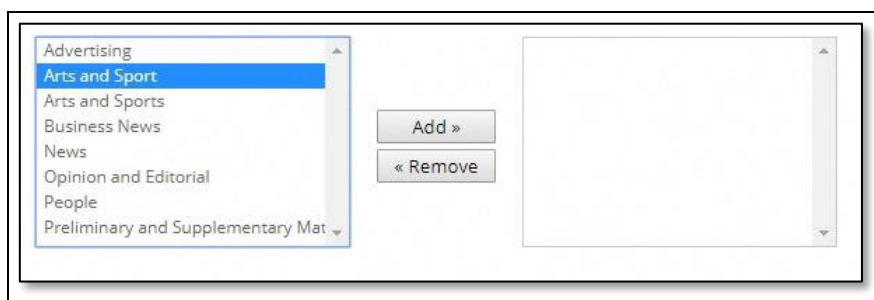 Advertising
Arts and Sport
Arts and Sports
Business News
News
Opinion and Editorial
People
Preliminary and Supplementary Mat
Add »
« Remove